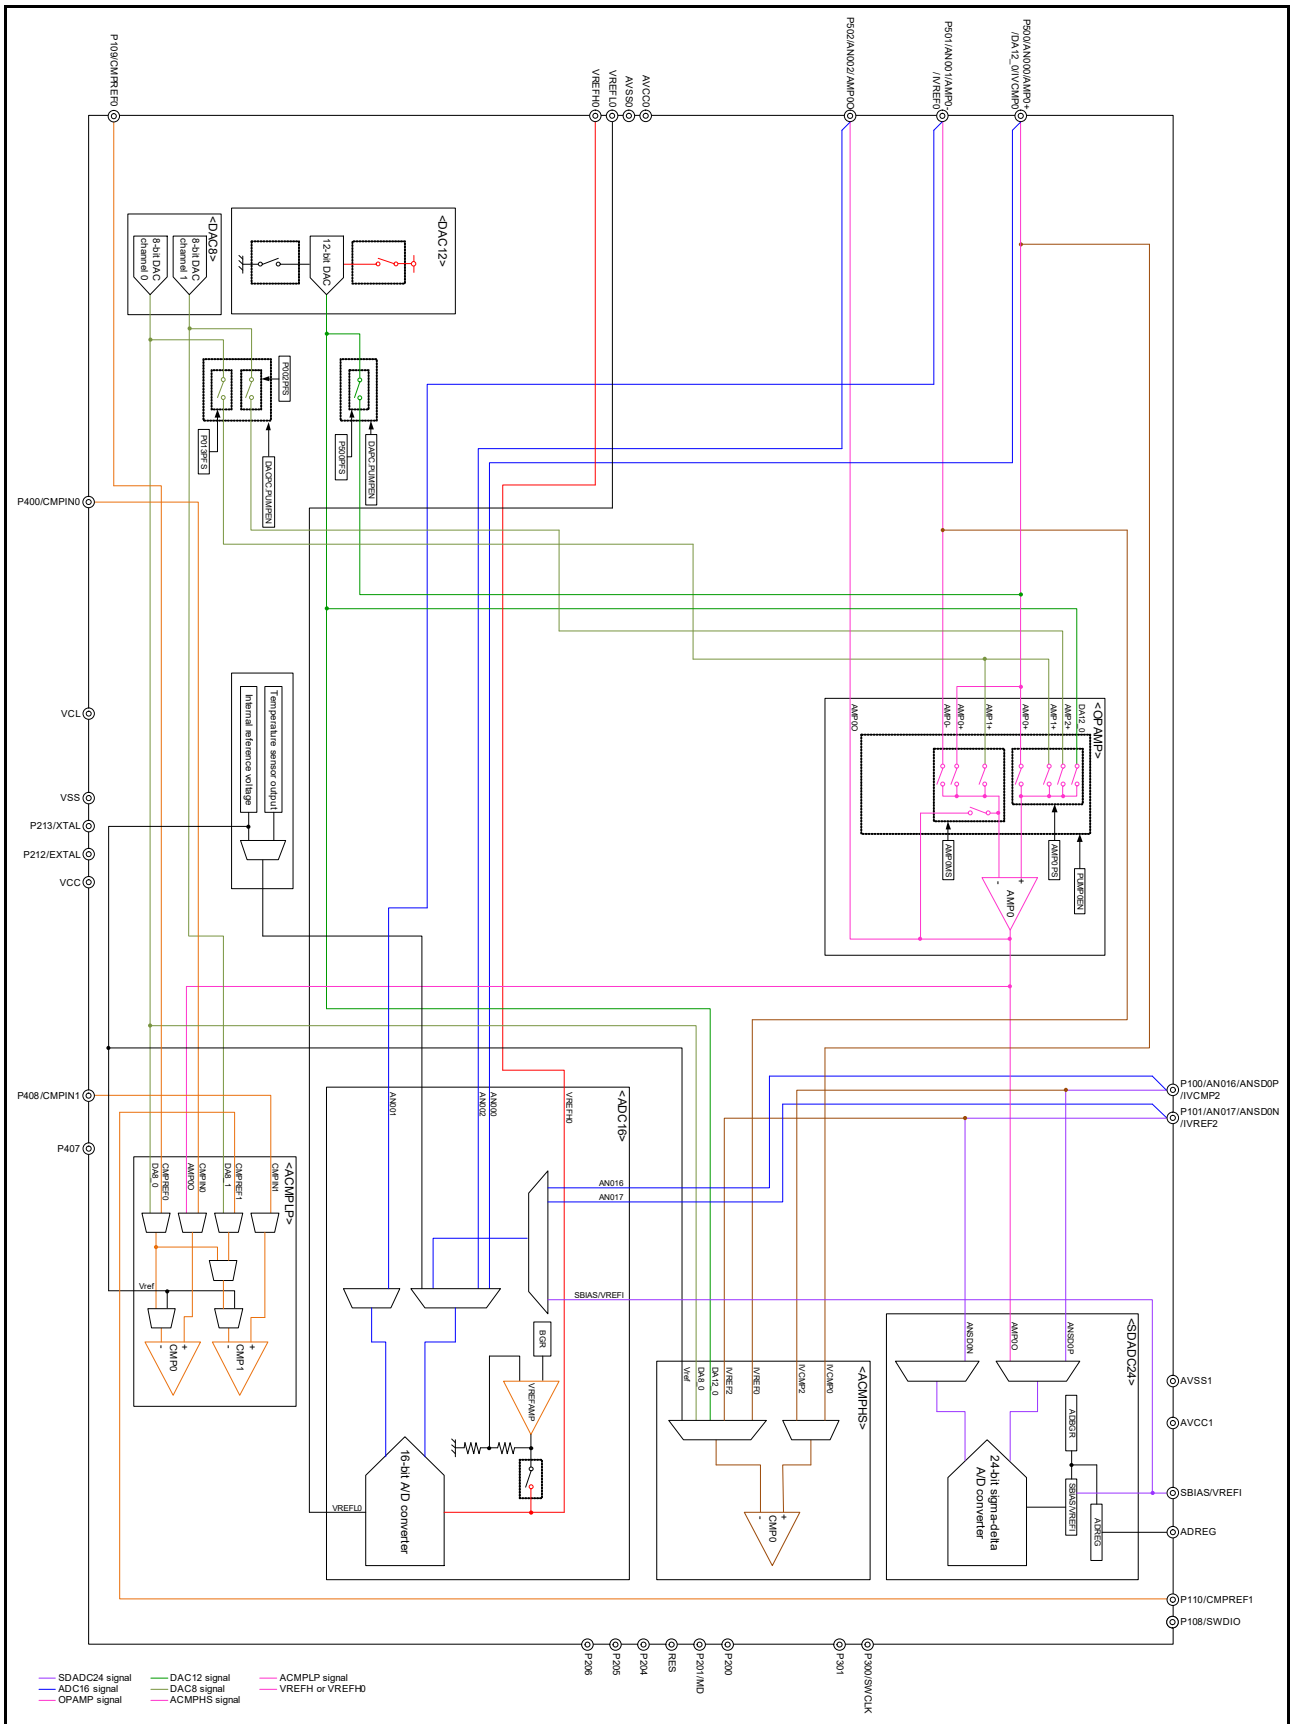 P109/CMPREF0
VREFH0
VREFL0
AVSS0
AVCC0
P502/AN002/AMP0O
P501/AN001/AMP0-
/IVREF0
P500/AN000/AMP0+
/DA12_0/IVCMP0
<DAC8>
8-bit DAC
channel 1
8-bit DAC
channel 0
<DAC12>
12-bit DAC
P002PFS
P013PFS
DACPC.PUMPEN
P500PFS
DAPC.PUMPEN
P400/CMPIN0
VCL
VSS
P213/XTAL
P212/EXTAL
VCC
P408/CMPIN1
P407
Temperature sensor output
Internal reference voltage
<OPAMP>
DA12_0
AMP2+
AMP1+
AMP0+
AMP1+
AMP0+
AMP0-
AMP0O
AMP0MS
AMP0PS
PUMP0EN
AMP0
+
-
P100/AN016/ANSD0P
/IVCMP2
P101/AN017/ANSD0N
/IVREF2
<ADC16>
VREFH0
AN000
AN002
AN001
AN016
AN017
SBIAS/VREFI
BGR
VREFAMP
16-bit A/D converter
VREFL0
<ACMPLP>
CMPIN1
CMPREF1
DA8_1
CMPIN0
AMP0O
CMPREF0
DA8_0
Vref
CMP0
+
-
CMP1
+
-
<ACMPHS>
IVCMP0
IVCMP2
IVREF0
IVREF2
DA12_0
DA8_0
Vref
CMP0
+
-
<SDADC24>
ANSD0P
AMP0O
ANSD0N
ADBGR
SBIAS/VREFI
ADREG
24-bit sigma-delta
A/D converter
AVSS1
AVCC1
SBIAS/VREFI
ADREG
P110/CMPREF1
P108/SWDIO
P206
P205
P204
RES
P201/MD
P200
P301
P300/SWCLK
SDADC24 signal
ADC16 signal
OPAMP signal
DAC12 signal
DAC8 signal
ACMPHS signal
ACMPLP signal
VREFH or VREFH0